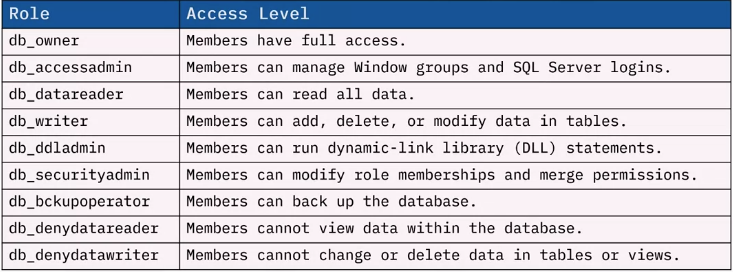 Role Access Level
db_owner Members have full access.
db_accessadmin Members can manage Window groups and SQL Server logins.
db_datareader Members can read all data.
db_writer Members can add, delete, or modify data in tables.
db_ddladmin Members can run dynamic-link library (DLL) statements.
db_securityadmin Members can modify role memberships and merge permissions.
db_bckupoperator Members can back up the database.
db_denydatareader Members cannot view data within the database.
db_denydatawriter Members cannot change or delete data in tables or views.